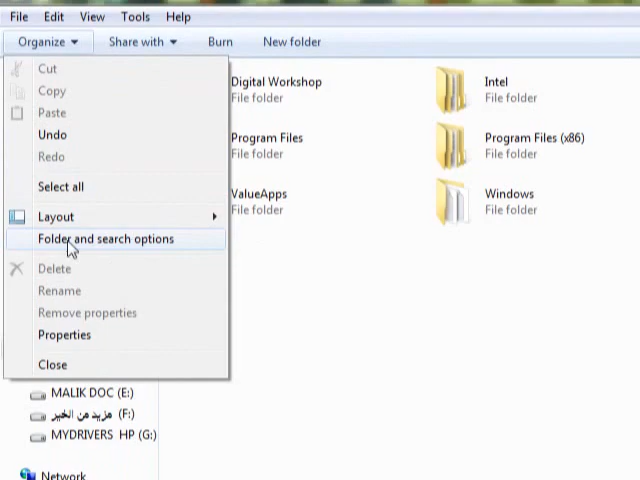 File Edit View Tools Help
Organize Share with Burn New folder
Cut
Copy
Paste
Undo
Redo
Select all
Layout
Folder and search options
Delete
Rename
Remove properties
Properties
Close
Digital Workshop
File folder
Intel
File folder
Program Files
File folder
Program Files (x86)
File folder
ValueApps
File folder
Windows
File folder
MALIK DOC (E:)
مزيد من الخير (F:)
MYDRIVERS HP (G:)
Network